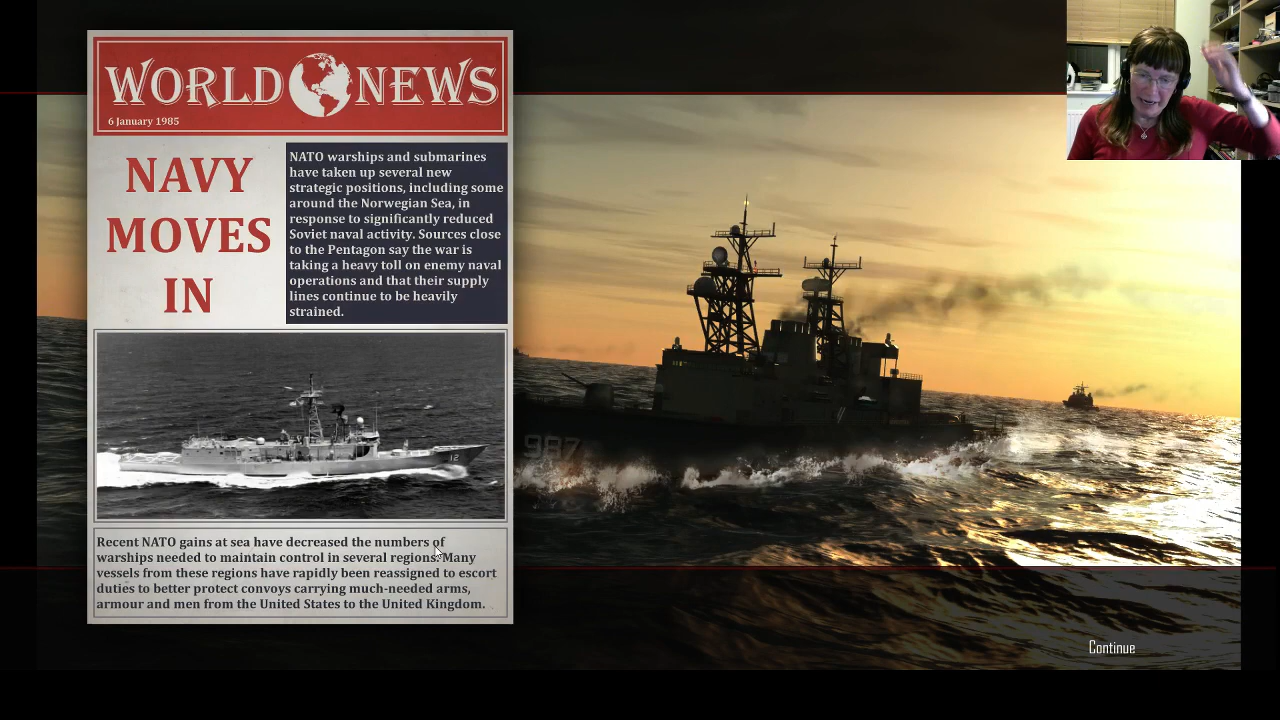 WORLD NEWS
6 January 1985
NAVY
MOVES
IN
NATO warships and submarines
have taken up several new
strategic positions, including some
around the Norwegian Sea, in
response to significantly reduced
Soviet naval activity. Sources close
to the Pentagon say the war is
taking a heavy toll on enemy naval
operations and that their supply
lines continue to be heavily
strained.
12
987
Recent NATO gains at sea have decreased the numbers of
warships needed to maintain control in several regions. Many
vessels from these regions have rapidly been reassigned to escort
duties to better protect convoys carrying much-needed arms,
armour and men from the United States to the United Kingdom.
Continue